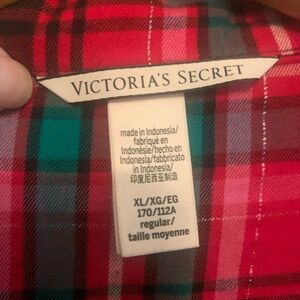 VICTORIA'S SECRET
made in Indonesia/
fabriqué en
Indonésie/hecho en
Indonesia/fabbricato
in Indonesia/
印度尼西亚制造
XL/XG/EG
170/112A
regular/
taille moyenne